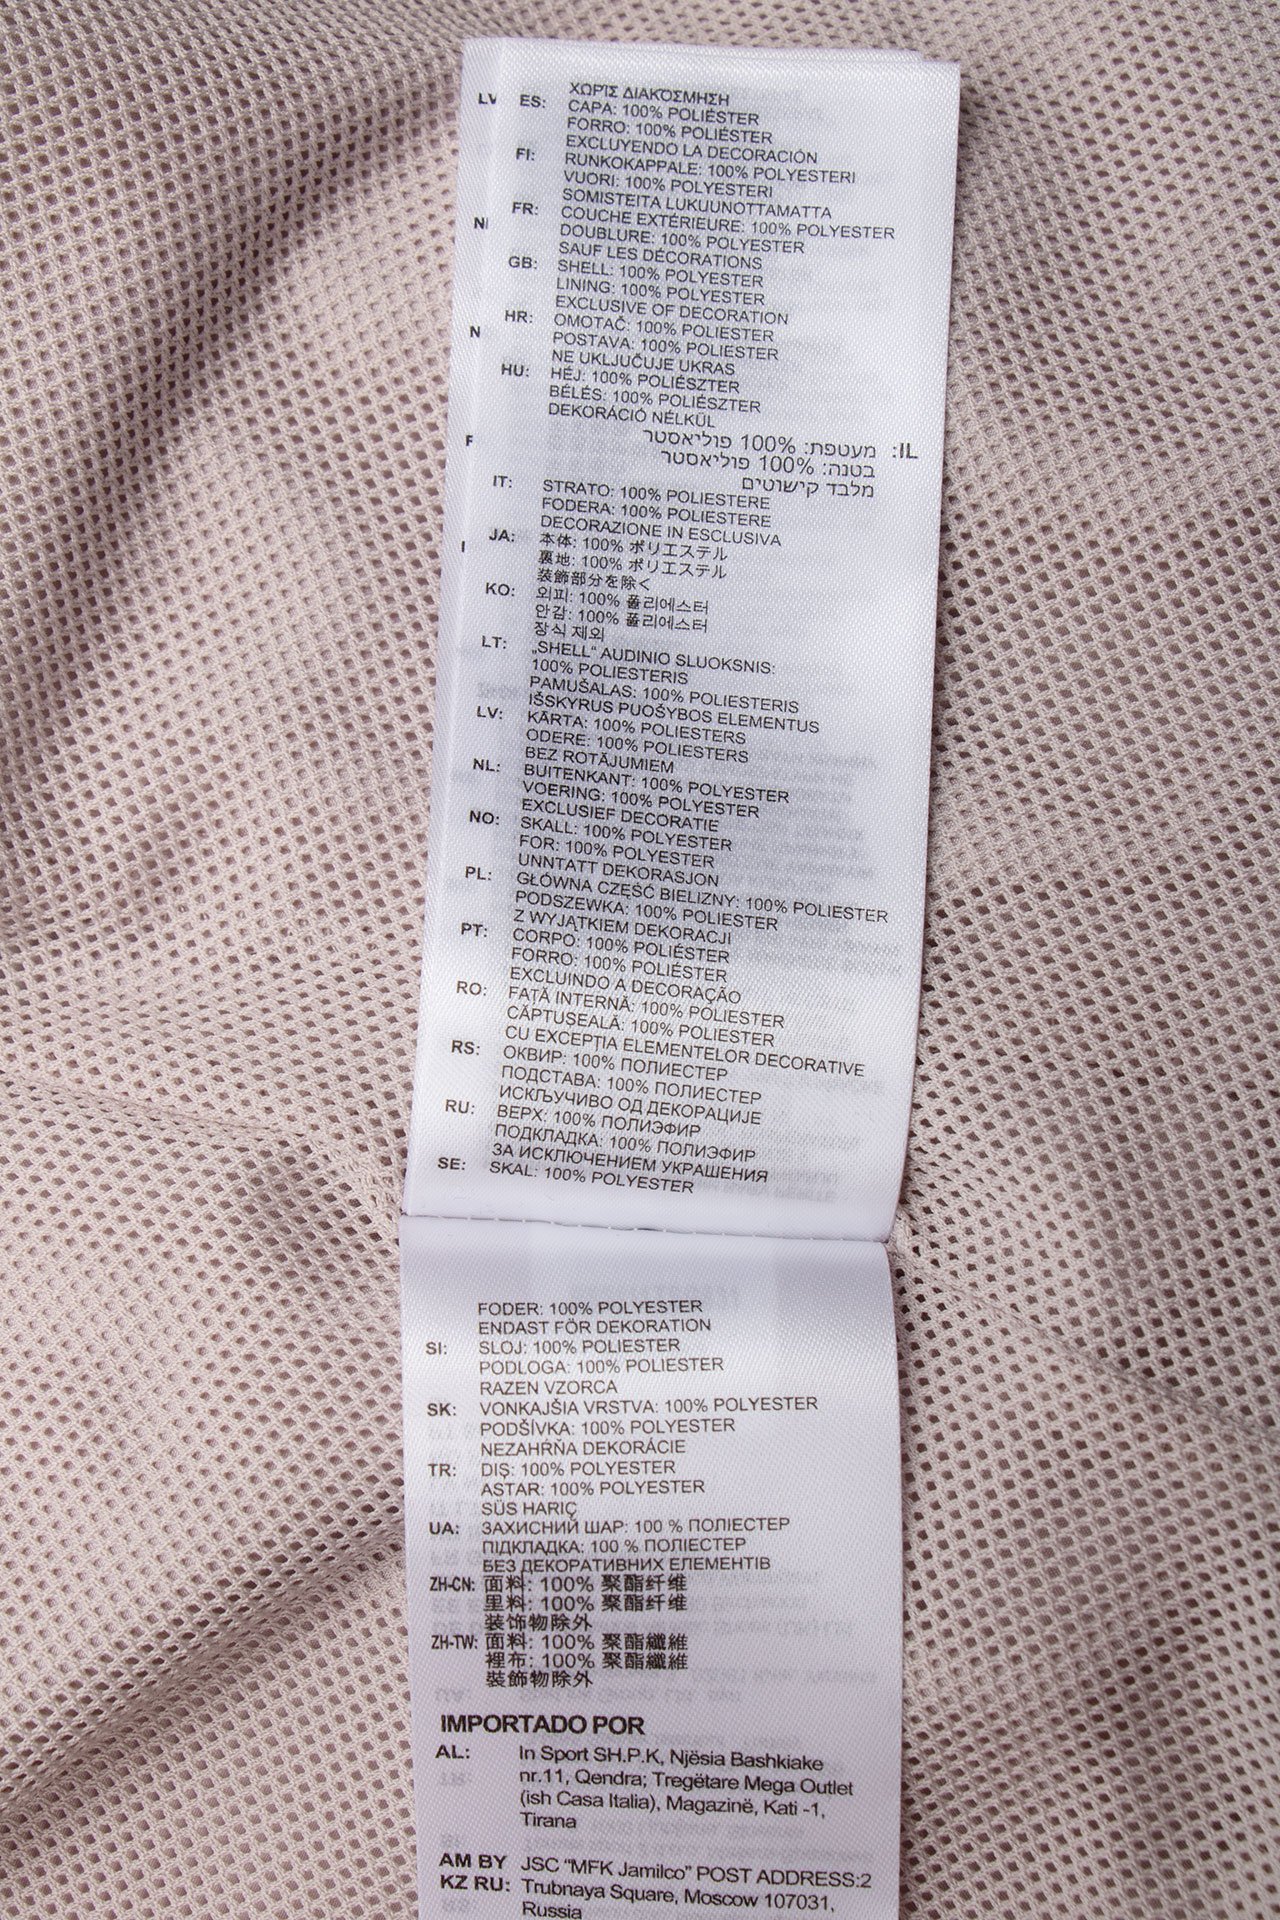 ΧΩΡΊΣ ΔΙΑΚΌΣΜΗΣΗ
ES: CAPA: 100% POLIÉSTER
FORRO: 100% POLIÉSTER
EXCLUYENDO LA DECORACIÓN
FI: RUNKOKAPPALE: 100% POLYESTERI
VUORI: 100% POLYESTERI
SOMISTEITA LUKUUNOTTAMATTA
FR: COUCHE EXTÉRIEURE: 100% POLYESTER
DOUBLURE: 100% POLYESTER
SAUF LES DÉCORATIONS
GB: SHELL: 100% POLYESTER
LINING: 100% POLYESTER
EXCLUSIVE OF DECORATION
HR: OMOTAČ: 100% POLIESTER
POSTAVA: 100% POLIESTER
NE UKLJUČUJE UKRAS
HU: HÉJ: 100% POLIÉSZTER
BÉLÉS: 100% POLIÉSZTER
DEKORÁCIÓ NÉLKÜL
IL: מעטפת: 100% פוליאסטר
בטנה: 100% פוליאסטר
מלבד קישוטים
IT: STRATO: 100% POLIESTERE
FODERA: 100% POLIESTERE
DECORAZIONE IN ESCLUSIVA
JA: 本体: 100% ポリエステル
裏地: 100% ポリエステル
装飾部分を除く
KO: 외피: 100% 폴리에스터
안감: 100% 폴리에스터
장식 제외
LT: „SHELL“ AUDINIO SLUOKSNIS:
100% POLIESTERIS
PAMUŠALAS: 100% POLIESTERIS
IŠSKYRUS PUOŠYBOS ELEMENTUS
LV: KĀRTA: 100% POLIESTERS
ODERE: 100% POLIESTERS
BEZ ROTĀJUMIEM
NL: BUITENKANT: 100% POLYESTER
VOERING: 100% POLYESTER
EXCLUSIEF DECORATIE
NO: SKALL: 100% POLYESTER
FOR: 100% POLYESTER
UNNTATT DEKORASJON
PL: GŁÓWNA CZĘŚĆ BIELIZNY: 100% POLIESTER
PODSZEWKA: 100% POLIESTER
Z WYJĄTKIEM DEKORACJI
PT: CORPO: 100% POLIÉSTER
FORRO: 100% POLIÉSTER
EXCLUINDO A DECORAÇÃO
RO: FAȚĂ INTERNĂ: 100% POLIESTER
CĂPTUȘEALĂ: 100% POLIESTER
CU EXCEPȚIA ELEMENTELOR DECORATIVE
RS: ОКВИР: 100% ПОЛИЕСТЕР
ПОДСТАВА: 100% ПОЛИЕСТЕР
ИСКЉУЧИВО ОД ДЕКОРАЦИЈЕ
RU: ВЕРХ: 100% ПОЛИЭФИР
ПОДКЛАДКА: 100% ПОЛИЭФИР
ЗА ИСКЛЮЧЕНИЕМ УКРАШЕНИЯ
SE: SKAL: 100% POLYESTER
FODER: 100% POLYESTER
ENDAST FÖR DEKORATION
SI: SLOJ: 100% POLIESTER
PODLOGA: 100% POLIESTER
RAZEN VZORCA
SK: VONKAJŠIA VRSTVA: 100% POLYESTER
PODŠÍVKA: 100% POLYESTER
NEZAHŔŇA DEKORÁCIE
TR: DIŞ: 100% POLYESTER
ASTAR: 100% POLYESTER
SÜS HARIÇ
UA: ЗАХИСНИЙ ШАР: 100 % ПОЛІЕСТЕР
ПІДКЛАДКА: 100 % ПОЛІЕСТЕР
БЕЗ ДЕКОРАТИВНИХ ЕЛЕМЕНТІВ
ZH-CN: 面料: 100% 聚酯纤维
里料: 100% 聚酯纤维
装饰物除外
ZH-TW: 面料: 100% 聚酯纖維
裡布: 100% 聚酯纖維
裝飾物除外
IMPORTADO POR
AL: In Sport SH.P.K, Njësia Bashkiake
nr.11, Qendra; Tregëtare Mega Outlet
(ish Casa Italia), Magazinë, Kati -1,
Tirana
AM BY JSC “MFK Jamilco” POST ADDRESS:2
KZ RU: Trubnaya Square, Moscow 107031,
Russia